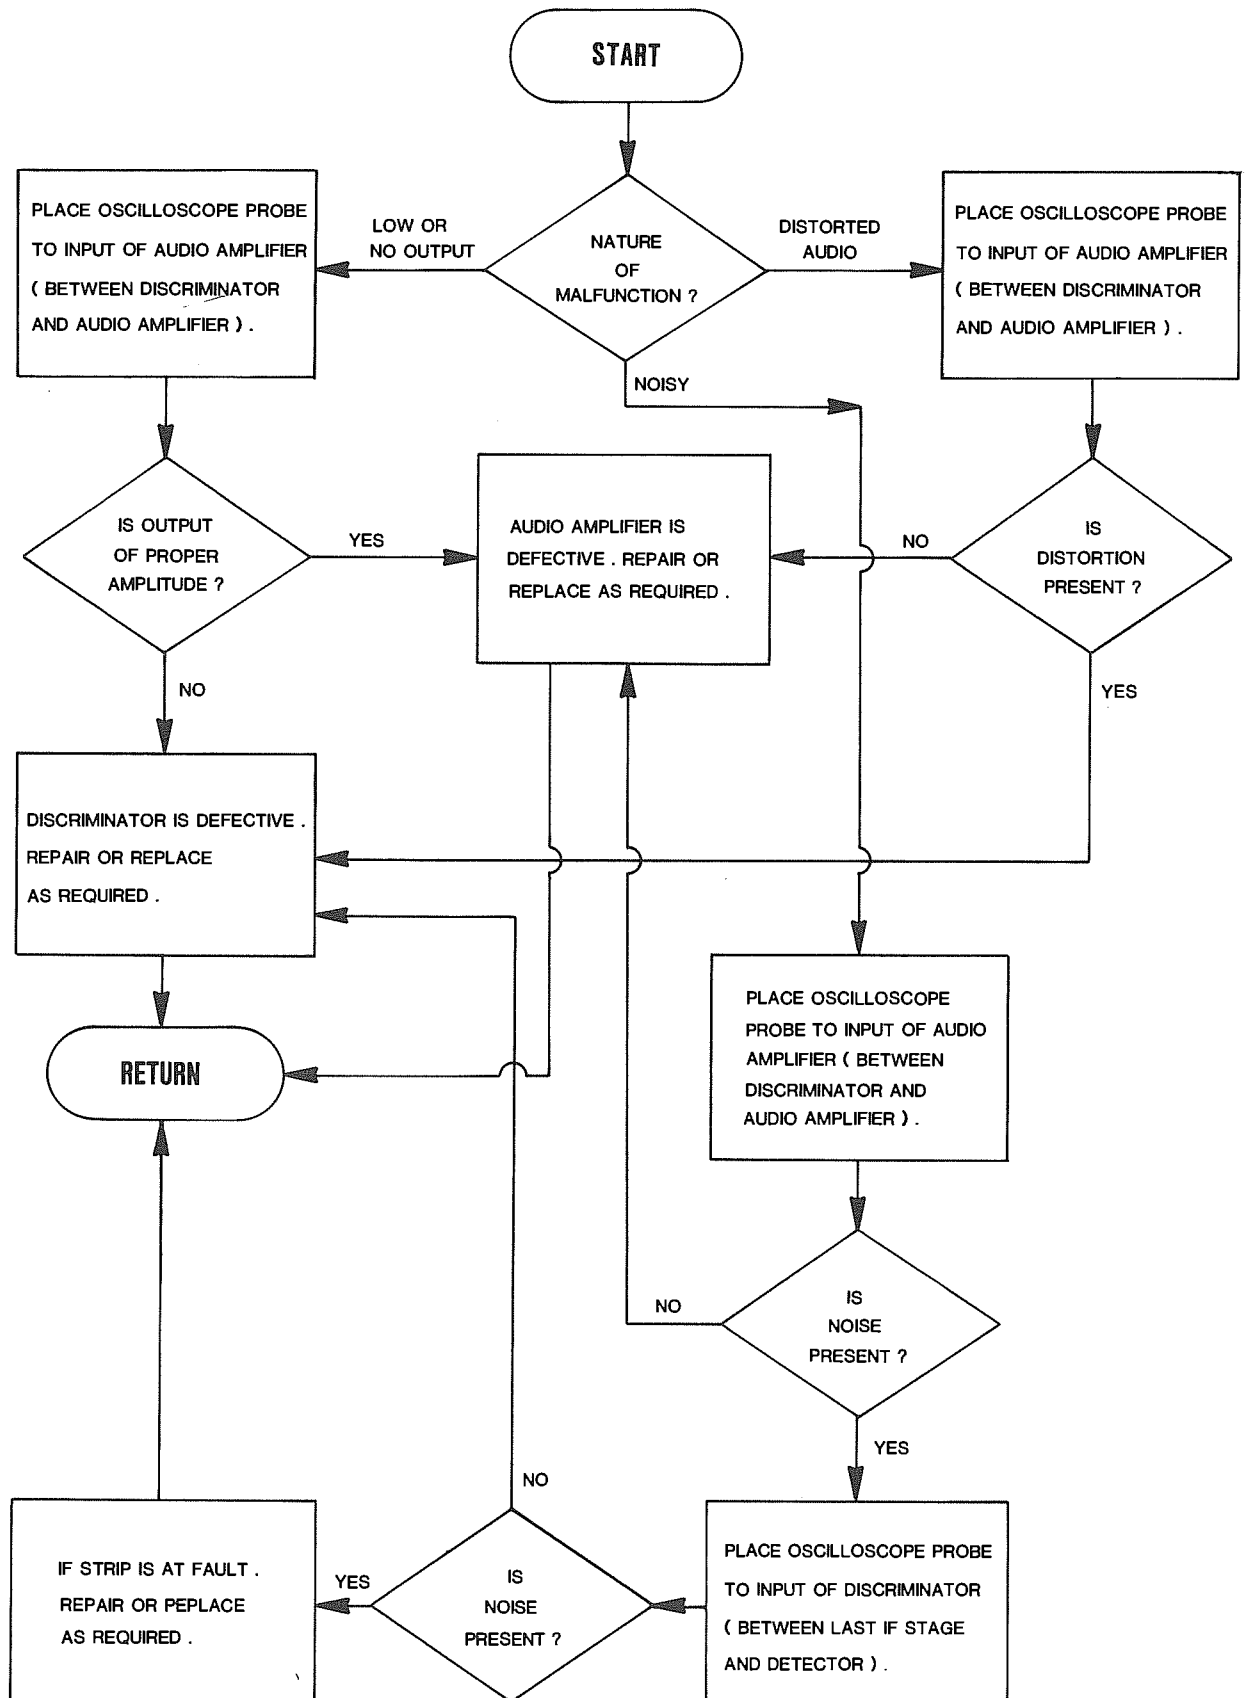 START
NATURE
OF
MALFUNCTION ?
LOW OR
NO OUTPUT
DISTORTED
AUDIO
NOISY
PLACE OSCILLOSCOPE PROBE
TO INPUT OF AUDIO AMPLIFIER
( BETWEEN DISCRIMINATOR
AND AUDIO AMPLIFIER ) .
PLACE OSCILLOSCOPE PROBE
TO INPUT OF AUDIO AMPLIFIER
( BETWEEN DISCRIMINATOR
AND AUDIO AMPLIFIER ) .
IS OUTPUT
OF PROPER
AMPLITUDE ?
YES
AUDIO AMPLIFIER IS
DEFECTIVE . REPAIR OR
REPLACE AS REQUIRED .
NO
IS
DISTORTION
PRESENT ?
NO
YES
DISCRIMINATOR IS DEFECTIVE .
REPAIR OR REPLACE
AS REQUIRED .
RETURN
PLACE OSCILLOSCOPE
PROBE TO INPUT OF AUDIO
AMPLIFIER ( BETWEEN
DISCRIMINATOR AND
AUDIO AMPLIFIER ) .
NO
IS
NOISE
PRESENT ?
YES
NO
IF STRIP IS AT FAULT .
REPAIR OR PEPLACE
AS REQUIRED .
YES
IS
NOISE
PRESENT ?
PLACE OSCILLOSCOPE PROBE
TO INPUT OF DISCRIMINATOR
( BETWEEN LAST IF STAGE
AND DETECTOR ) .